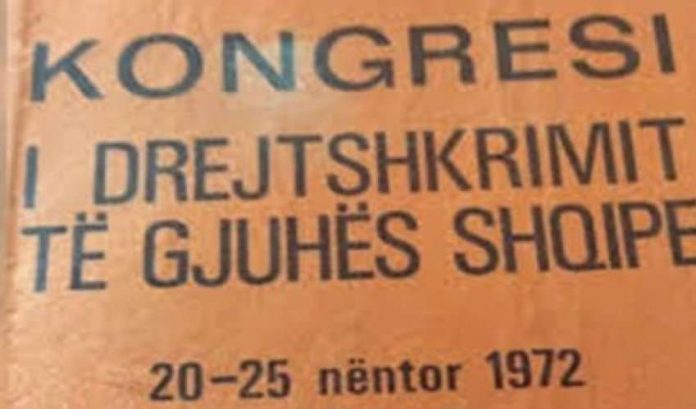 KONGRESI
I DREJTSHKRIMIT
TË GJUHËS SHQIPE
20-25 nëntor 1972